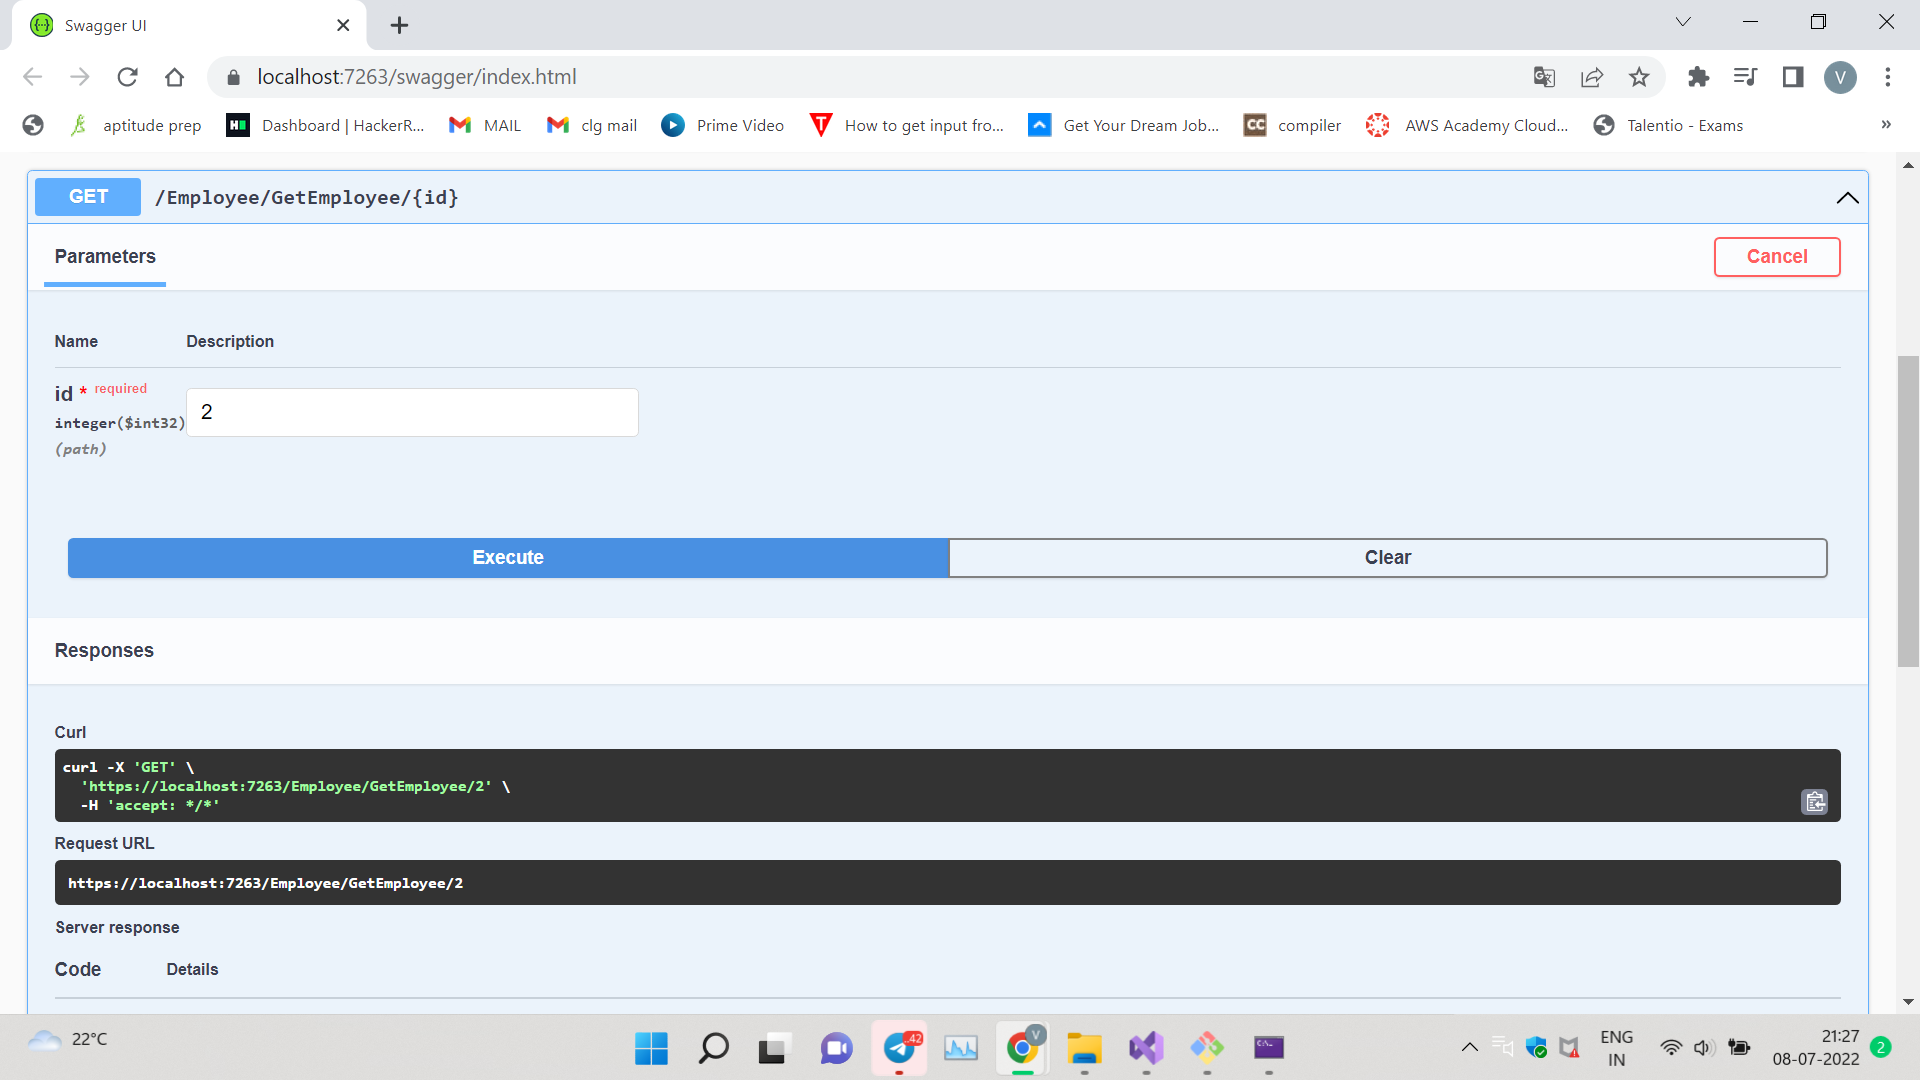 Swagger UI
localhost:7263/swagger/index.html
V
aptitude prep
Dashboard | HackerR...
MAIL
clg mail
Prime Video
How to get input fro...
Get Your Dream Job...
CC
compiler
AWS Academy Cloud...
Talentio - Exams
»
GET
/Employee/GetEmployee/{id}
Parameters
Cancel
Name
Description
id * required
integer($int32)
(path)
2
Execute
Clear
Responses
Curl
curl -X 'GET' \
'https://localhost:7263/Employee/GetEmployee/2' \
-H 'accept: */*'
Request URL
https://localhost:7263/Employee/GetEmployee/2
Server response
Code
Details
22°C
42
V
ENG
IN
21:27
08-07-2022
2